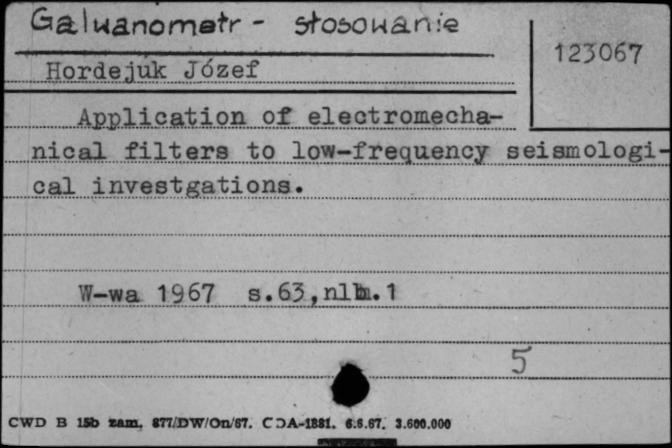 Galwanometr - stosowanie
123067
Hordejuk Józef
Application of electromecha-
nical filters to low-frequency seismologi-
cal investgations.
W-wa 1967 s.63, nlb.1
5
CWD B 15b zam. 877/DW/On/67. CDA-1881. 6.6.67. 3.600.000